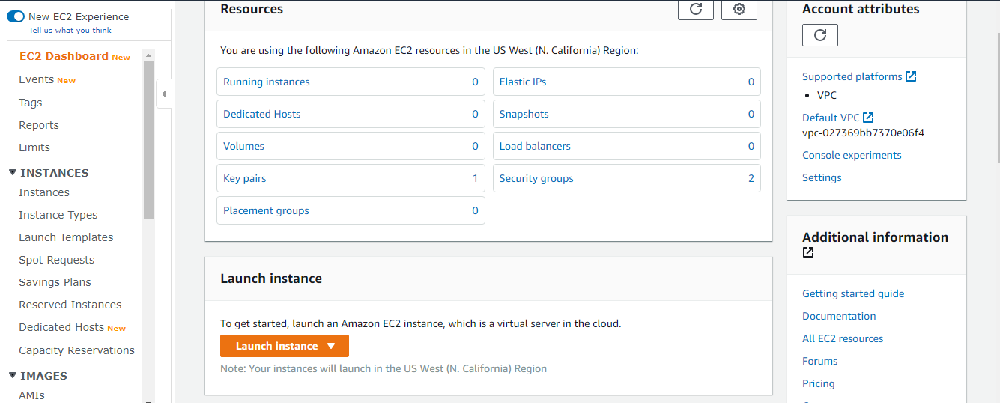 New EC2 Experience
Tell us what you think
EC2 Dashboard New
Events New
Tags
Reports
Limits
INSTANCES
Instances
Instance Types
Launch Templates
Spot Requests
Savings Plans
Reserved Instances
Dedicated Hosts New
Capacity Reservations
IMAGES
AMIs
Resources
You are using the following Amazon EC2 resources in the US West (N. California) Region:
Running instances 0
Elastic IPs 0
Dedicated Hosts 0
Snapshots 0
Volumes 0
Load balancers 0
Key pairs 1
Security groups 2
Placement groups 0
Launch instance
To get started, launch an Amazon EC2 instance, which is a virtual server in the cloud.
Launch instance
Note: Your instances will launch in the US West (N. California) Region
Account attributes
Supported platforms
• VPC
Default VPC
vpc-027369bb7370e06f4
Console experiments
Settings
Additional information
Getting started guide
Documentation
All EC2 resources
Forums
Pricing